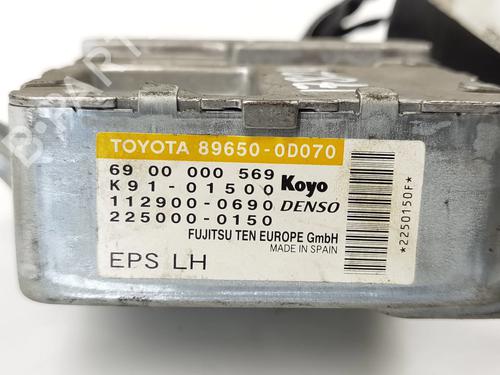 TOYOTA 89650-0D070
69 00 000 569
K91-01500 Koyo
112900-0690 DENSO
225000-0150
FUJITSU TEN EUROPE GmbH
MADE IN SPAIN
EPS LH
*2250150F*
B-PARTS